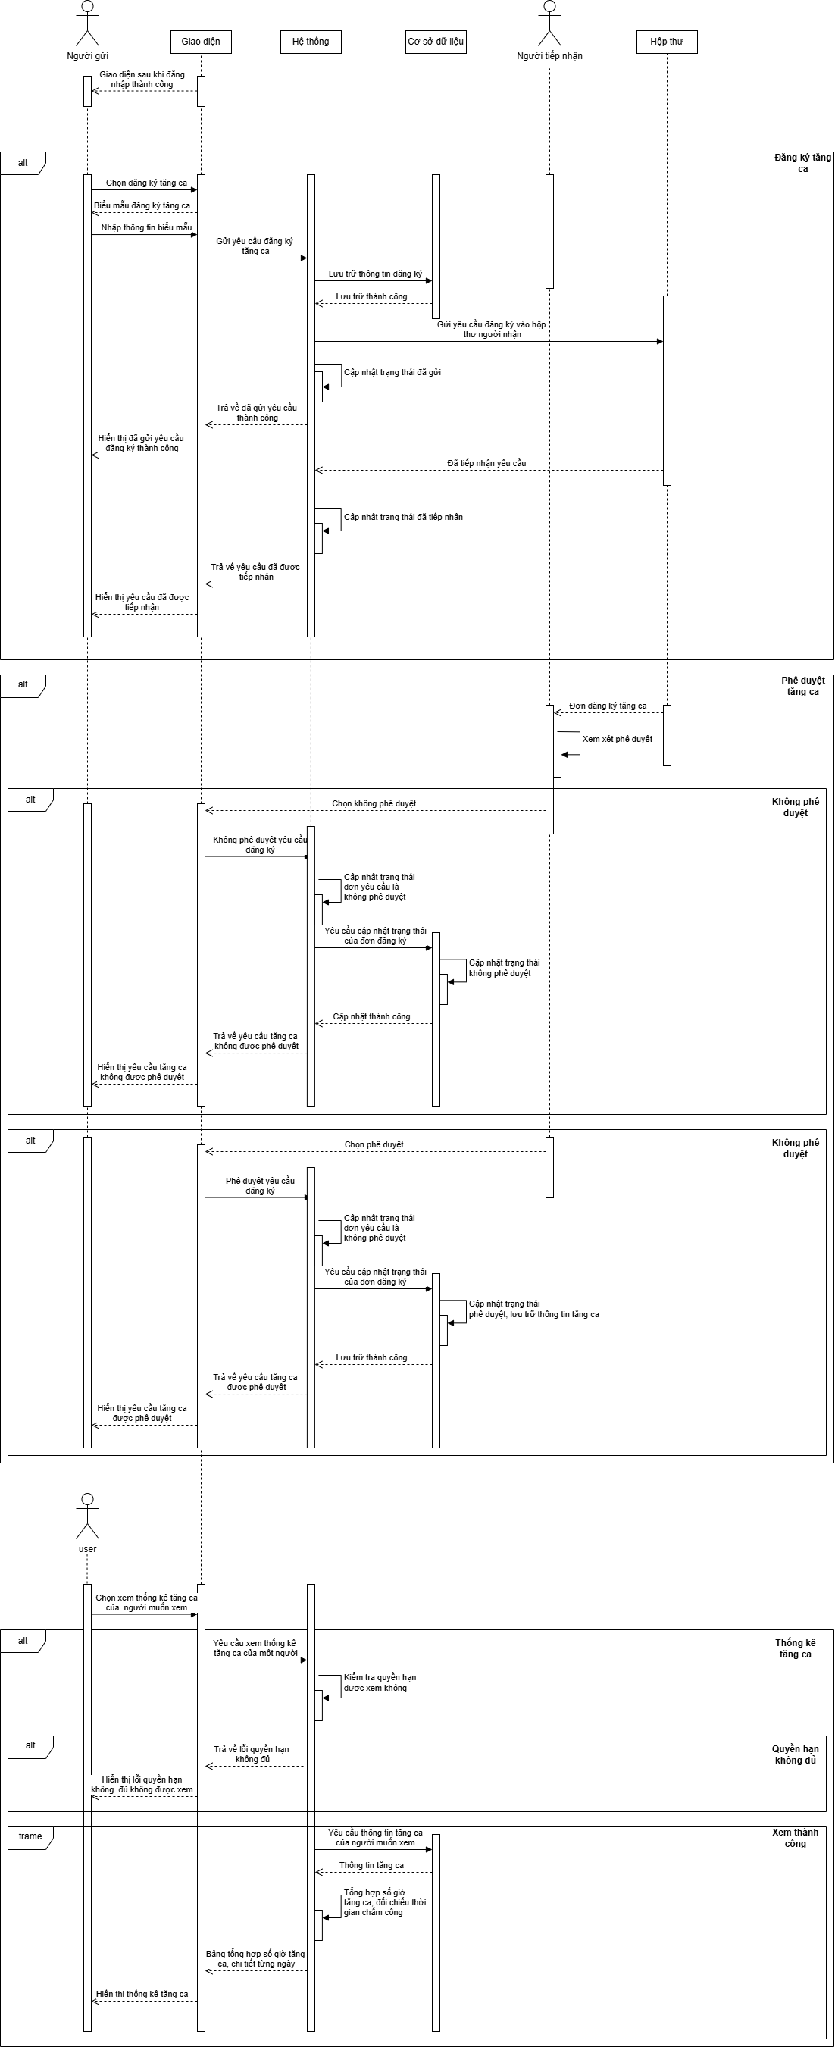 Người gửi
Giao diện
Hệ thống
Cơ sở dữ liệu
Người tiếp nhận
Hộp thư
Giao diện sau khi đăng
nhập thành công
alt
Đăng ký tăng
ca
Chọn đăng ký tăng ca
Biểu mẫu đăng ký tăng ca
Nhập thông tin biểu mẫu
Gửi yêu cầu đăng ký
tăng ca
Lưu trữ thông tin đăng ký
Lưu trữ thành công
Gửi yêu cầu đăng ký vào hộp
thư người nhận
Cập nhật trạng thái đã gửi
Trả về đã gửi yêu cầu
thành công
Hiển thị đã gửi yêu cầu
đăng ký thành công
Đã tiếp nhận yêu cầu
Cập nhật trạng thái đã tiếp nhận
Trả về yêu cầu đã được
tiếp nhận
Hiển thị yêu cầu đã được
tiếp nhận
alt
Phê duyệt
tăng ca
Đơn đăng ký tăng ca
Xem xét phê duyệt
alt
Không phê
duyệt
Chọn không phê duyệt
Không phê duyệt yêu cầu
đăng ký
Cập nhật trạng thái
đơn yêu cầu là
không phê duyệt
Yêu cầu cập nhật trạng thái
của đơn đăng ký
Cập nhật trạng thái
không phê duyệt
Cập nhật thành công
Trả về yêu cầu tăng ca
không được phê duyệt
Hiển thị yêu cầu tăng ca
không được phê duyệt
alt
Không phê
duyệt
Chọn phê duyệt
Phê duyệt yêu cầu
đăng ký
Cập nhật trạng thái
đơn yêu cầu là
không phê duyệt
Yêu cầu cập nhật trạng thái
của đơn đăng ký
Cập nhật trạng thái
phê duyệt, lưu trữ thông tin tăng ca
Lưu trữ thành công
Trả về yêu cầu tăng ca
được phê duyệt
Hiển thị yêu cầu tăng ca
được phê duyệt
user
Chọn xem thống kê tăng ca
của người muốn xem
alt
Thống kê
tăng ca
Yêu cầu xem thống kê
tăng ca của một người
Kiểm tra quyền hạn
được xem không
alt
Quyền hạn
không đủ
Trả về lỗi quyền hạn
không đủ
Hiển thị lỗi quyền hạn
không đủ không được xem
frame
Xem thành
công
Yêu cầu thông tin tăng ca
của người muốn xem
Thông tin tăng ca
Tổng hợp số giờ
tăng ca, đối chiếu thời
gian chấm công
Bảng tổng hợp số giờ tăng
ca, chi tiết từng ngày
Hiển thị thống kê tăng ca